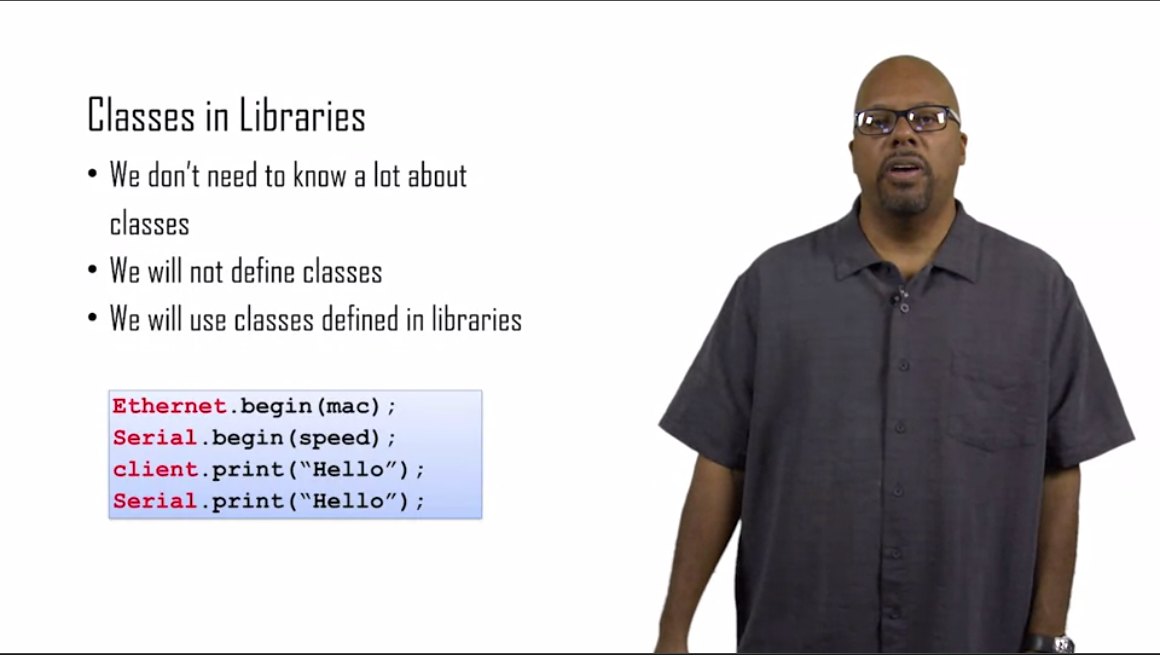 Classes in Libraries
• We don't need to know a lot about
classes
• We will not define classes
• We will use classes defined in libraries
Ethernet.begin(mac);
Serial.begin(speed);
client.print(“Hello”);
Serial.print(“Hello”);